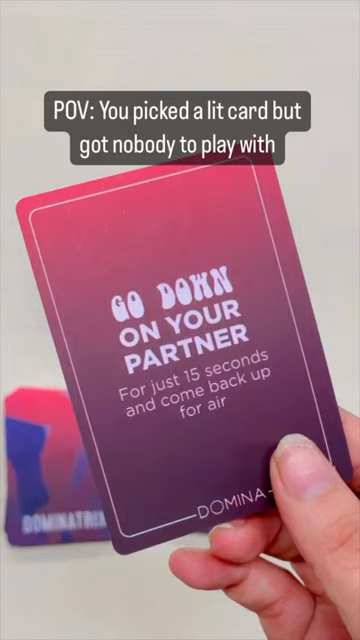 POV: You picked a lit card but
got nobody to play with
GO DOWN
ON YOUR
PARTNER
For just 15 seconds
and come back up
for air
DOMINA